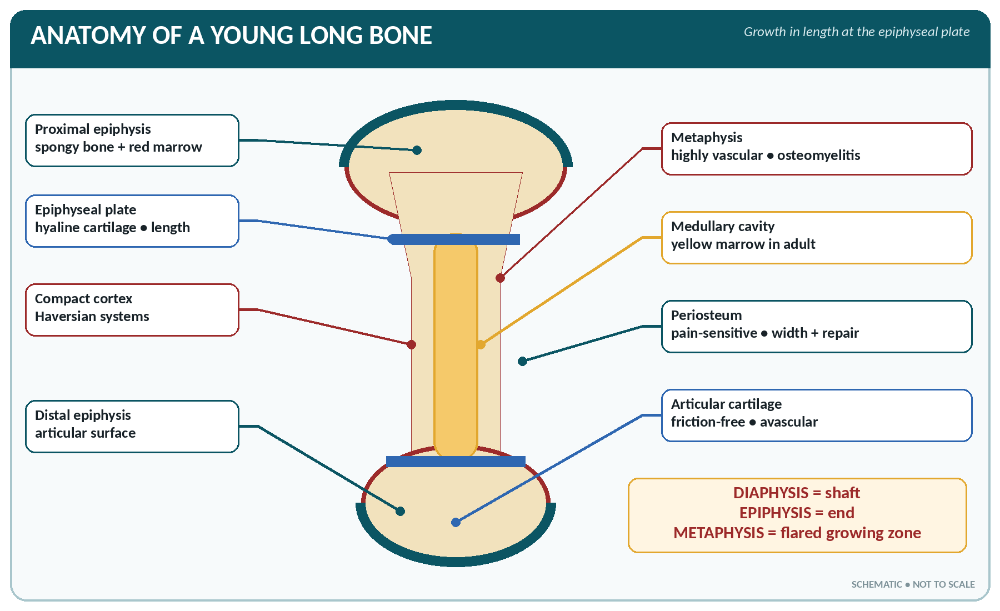 ANATOMY OF A YOUNG LONG BONE
Growth in length at the epiphyseal plate
Proximal epiphysis
spongy bone + red marrow
Epiphyseal plate
hyaline cartilage ● length
Compact cortex
Haversian systems
Distal epiphysis
articular surface
Metaphysis
highly vascular ● osteomyelitis
Medullary cavity
yellow marrow in adult
Periosteum
pain-sensitive ● width + repair
Articular cartilage
friction-free ● avascular
DIAPHYSIS = shaft
EPIPHYSIS = end
METAPHYSIS = flared growing zone
SCHEMATIC ● NOT TO SCALE